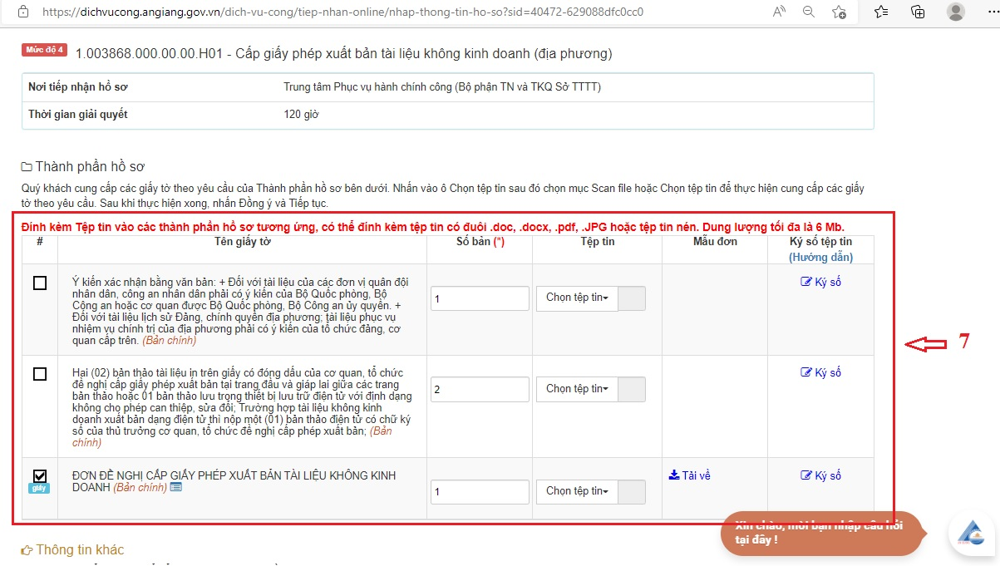 https://dichvucong.angiang.gov.vn/dich-vu-cong/tiep-nhan-online/nhap-thong-tin-ho-so?sid=40472-629088dfc0cc0
Mức độ 4 1.003868.000.00.00.H01 - Cấp giấy phép xuất bản tài liệu không kinh doanh (địa phương)
Nơi tiếp nhận hồ sơ Trung tâm Phục vụ hành chính công (Bộ phận TN và TKQ Sở TTTT)
Thời gian giải quyết 120 giờ
Thành phần hồ sơ
Quý khách cung cấp các giấy tờ theo yêu cầu của Thành phần hồ sơ bên dưới. Nhấn vào ô Chọn tệp tin sau đó chọn mục Scan file hoặc Chọn tệp tin để thực hiện cung cấp các giấy
tờ theo yêu cầu. Sau khi thực hiện xong, nhấn Đồng ý và Tiếp tục.
Đính kèm Tệp tin vào các thành phần hồ sơ tương ứng, có thể đính kèm tệp tin có đuôi .doc, .docx, .pdf, .JPG hoặc tệp tin nén. Dung lượng tối đa là 6 Mb.
# Tên giấy tờ Số bản (*) Tệp tin Mẫu đơn Ký số tệp tin
(Hướng dẫn)
Ý kiến xác nhận bằng văn bản: + Đối với tài liệu của các đơn vị quân đội
nhân dân, công an nhân dân phải có ý kiến của Bộ Quốc phòng, Bộ
Công an hoặc cơ quan được Bộ Quốc phòng, Bộ Công an ủy quyền. +
Đối với tài liệu lịch sử Đảng, chính quyền địa phương; tài liệu phục vụ
nhiệm vụ chính trị của địa phương phải có ý kiến của tổ chức đảng, cơ
quan cấp trên. (Bản chính)
1 Chọn tệp tin Ký số
7
Hai (02) bản thảo tài liệu in trên giấy có đóng dấu của cơ quan, tổ chức
đề nghị cấp giấy phép xuất bản tại trang đầu và giáp lai giữa các trang
bản thảo hoặc 01 bản thảo lưu trong thiết bị lưu trữ điện tử với định dạng
không cho phép can thiệp, sửa đổi; Trường hợp tài liệu không kinh
doanh xuất bản dạng điện tử thì nộp một (01) bản thảo điện tử có chữ ký
số của thủ trưởng cơ quan, tổ chức đề nghị cấp phép xuất bản; (Bản
chính)
2 Chọn tệp tin Ký số
giấy
ĐƠN ĐỀ NGHỊ CẤP GIẤY PHÉP XUẤT BẢN TÀI LIỆU KHÔNG KINH
DOANH (Bản chính)
1 Chọn tệp tin Tải về Ký số
Xin chào, mời bạn nhập câu hỏi
tại đây !
Thông tin khác